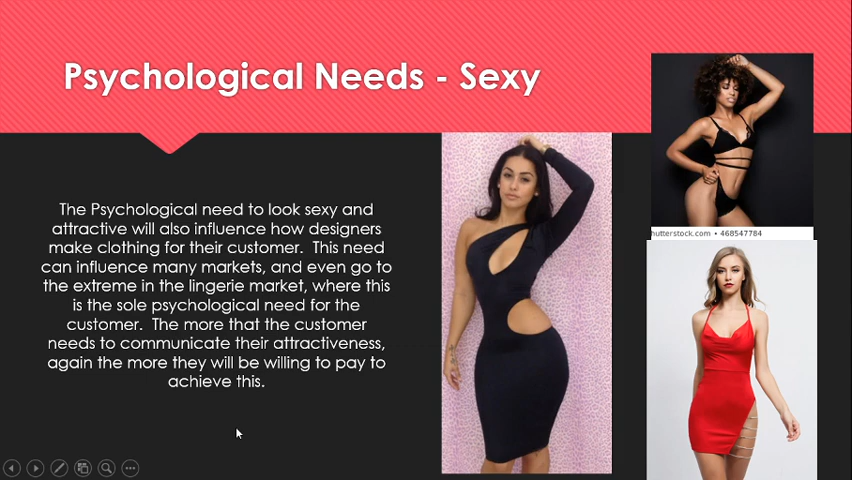 Psychological Needs - Sexy
The Psychological need to look sexy and
attractive will also influence how designers
make clothing for their customer.  This need
can influence many markets, and even go to
the extreme in the lingerie market, where this
is the sole psychological need for the
customer.  The more that the customer
needs to communicate their attractiveness,
again the more they will be willing to pay to
achieve this.
hutterstock.com • 468547784